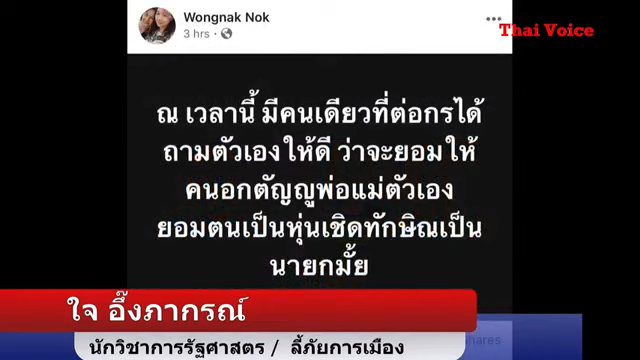 Wongnak Nok
3 hrs ·
Thai Voice
ณ เวลานี้ มีคนเดียวที่ต่อกรได้
ถามตัวเองให้ดี ว่าจะยอมให้
คนอกตัญญูพ่อแม่ตัวเอง
ยอมตนเป็นหุ่นเชิดทักษิณเป็น
นายกมั้ย
ใจ อึ๊งภากรณ์
นักวิชาการรัฐศาสตร์ / ลี้ภัยการเมือง
Shares